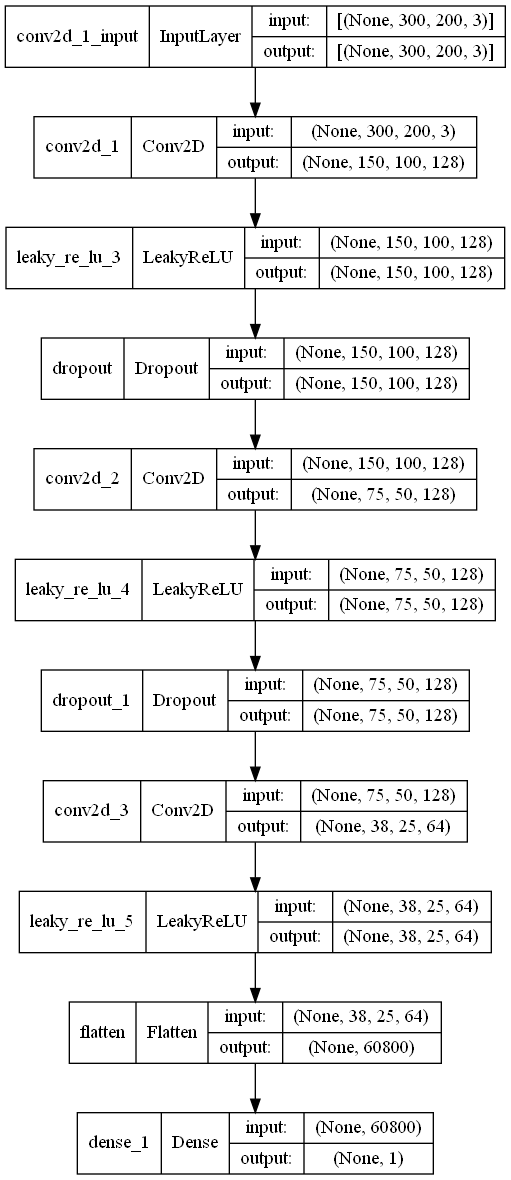 conv2d_1_input InputLayer input: [(None, 300, 200, 3)]
output: [(None, 300, 200, 3)]
conv2d_1 Conv2D input: (None, 300, 200, 3)
output: (None, 150, 100, 128)
leaky_re_lu_3 LeakyReLU input: (None, 150, 100, 128)
output: (None, 150, 100, 128)
dropout Dropout input: (None, 150, 100, 128)
output: (None, 150, 100, 128)
conv2d_2 Conv2D input: (None, 150, 100, 128)
output: (None, 75, 50, 128)
leaky_re_lu_4 LeakyReLU input: (None, 75, 50, 128)
output: (None, 75, 50, 128)
dropout_1 Dropout input: (None, 75, 50, 128)
output: (None, 75, 50, 128)
conv2d_3 Conv2D input: (None, 75, 50, 128)
output: (None, 38, 25, 64)
leaky_re_lu_5 LeakyReLU input: (None, 38, 25, 64)
output: (None, 38, 25, 64)
flatten Flatten input: (None, 38, 25, 64)
output: (None, 60800)
dense_1 Dense input: (None, 60800)
output: (None, 1)